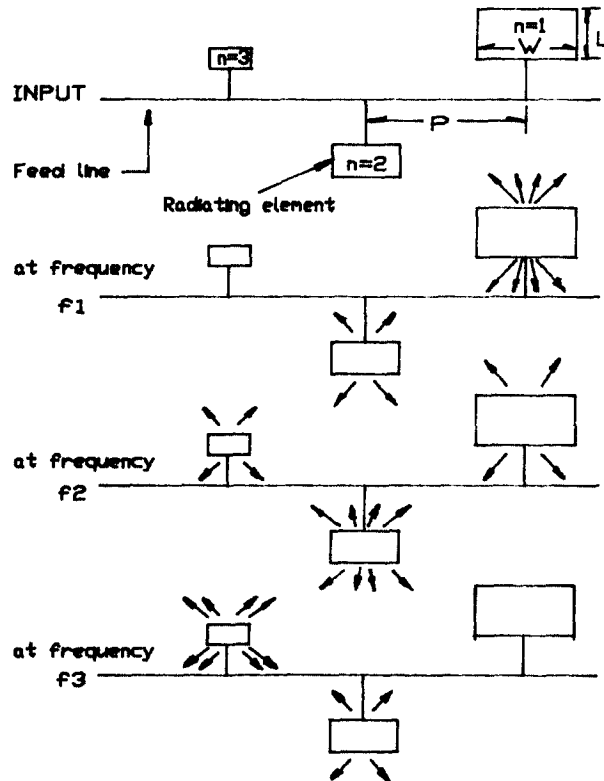 n=1
W
L
n=3
INPUT
P
n=2
Feed line
Radiating element
at frequency
f1
at frequency
f2
at frequency
f3